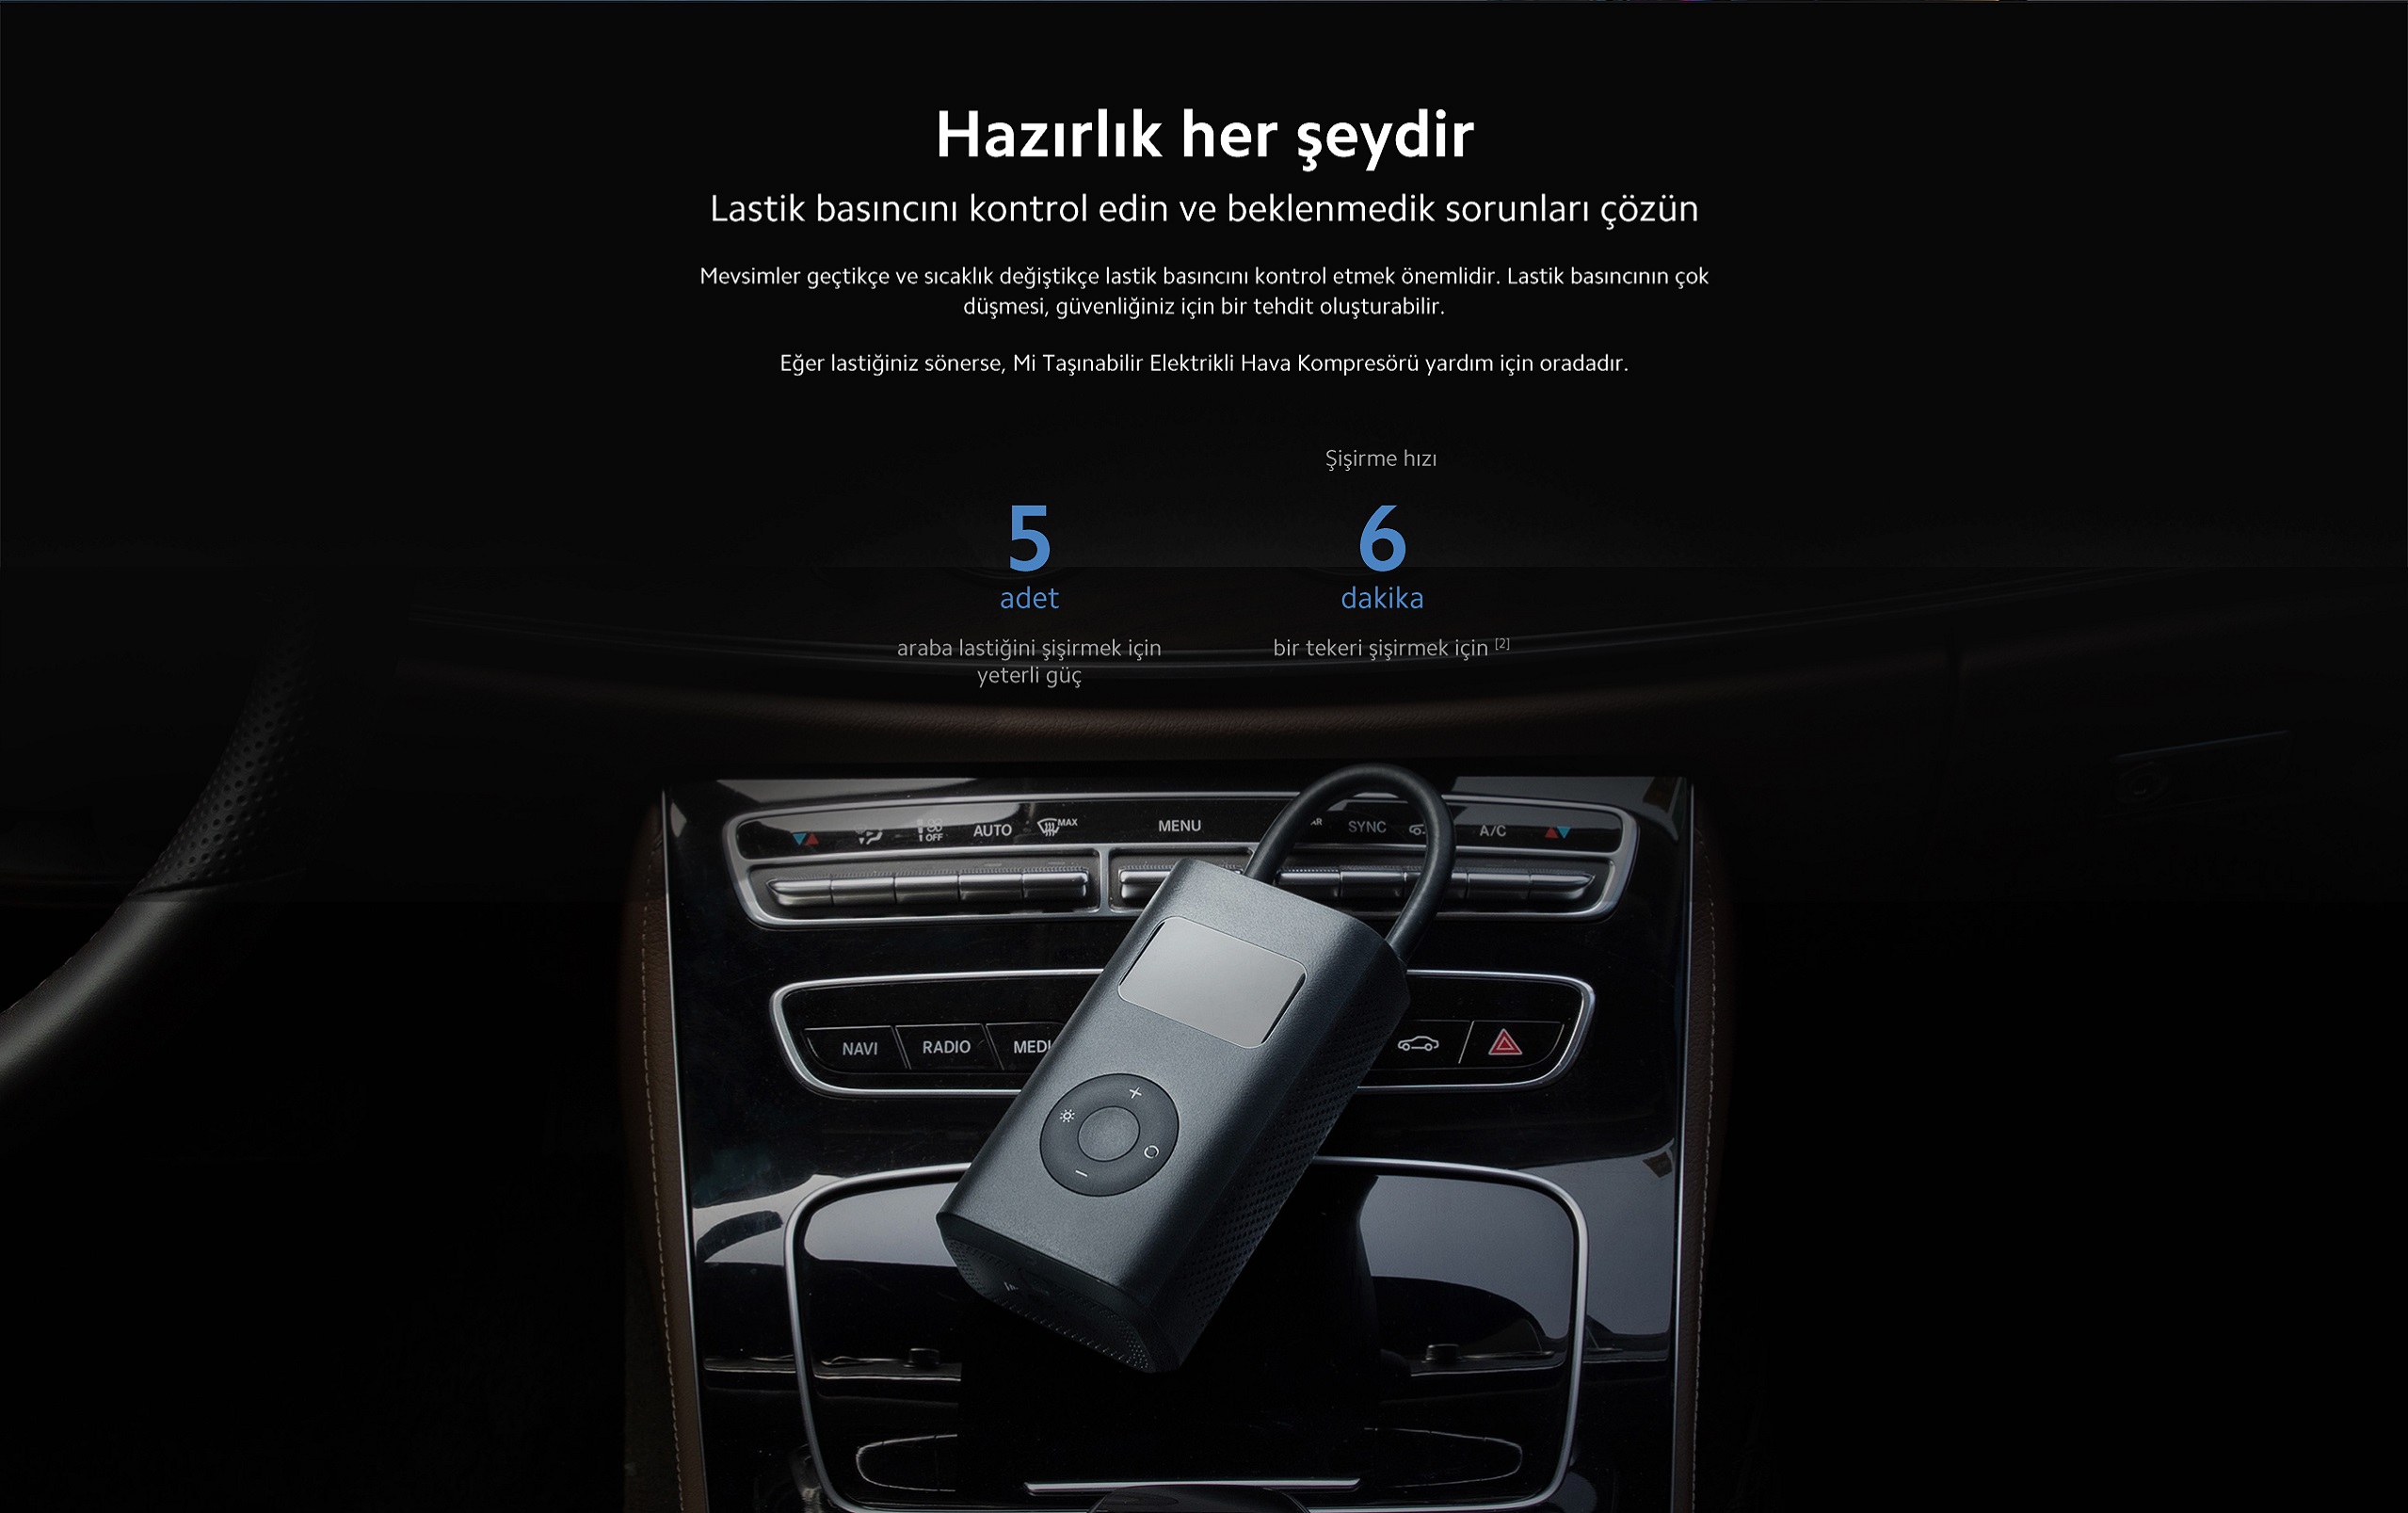 Hazırlık her şeydir
Lastik basıncını kontrol edin ve beklenmedik sorunları çözün
Mevsimler geçtikçe ve sıcaklık değiştikçe lastik basıncını kontrol etmek önemlidir. Lastik basıncının çok
düşmesi, güvenliğiniz için bir tehdit oluşturabilir.
Eğer lastiğiniz sönerse, Mi Taşınabilir Elektrikli Hava Kompresörü yardım için oradadır.
5
adet
araba lastiğini şişirmek için
yeterli güç
Şişirme hızı
6
dakika
bir tekeri şişirmek için [2]
OFF AUTO MAX MENU SYNC A/C
NAVI RADIO